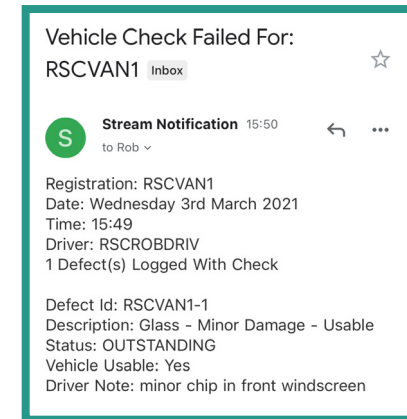 Vehicle Check Failed For:
RSCVAN1 Inbox
S
Stream Notification 15:50
to Rob
Registration: RSCVAN1
Date: Wednesday 3rd March 2021
Time: 15:49
Driver: RSCROBDRIV
1 Defect(s) Logged With Check
Defect Id: RSCVAN1-1
Description: Glass - Minor Damage - Usable
Status: OUTSTANDING
Vehicle Usable: Yes
Driver Note: minor chip in front windscreen